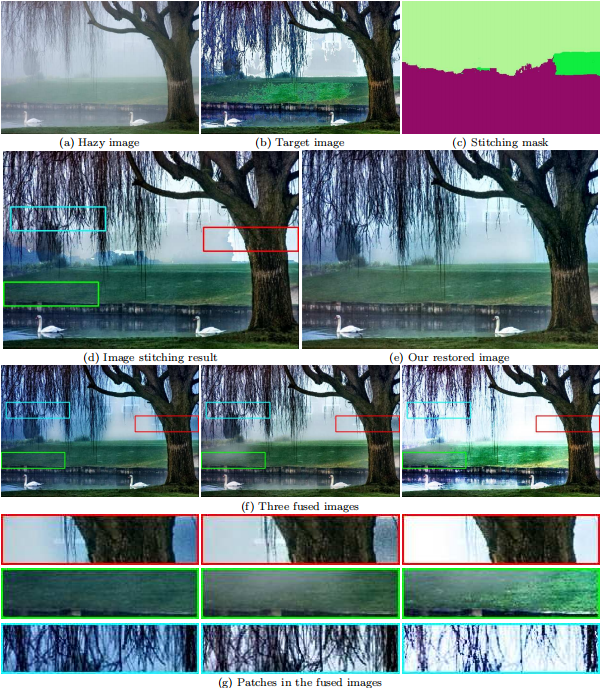 (a) Hazy image
(b) Target image
(c) Stitching mask
(d) Image stitching result
(e) Our restored image
(f) Three fused images
(g) Patches in the fused images